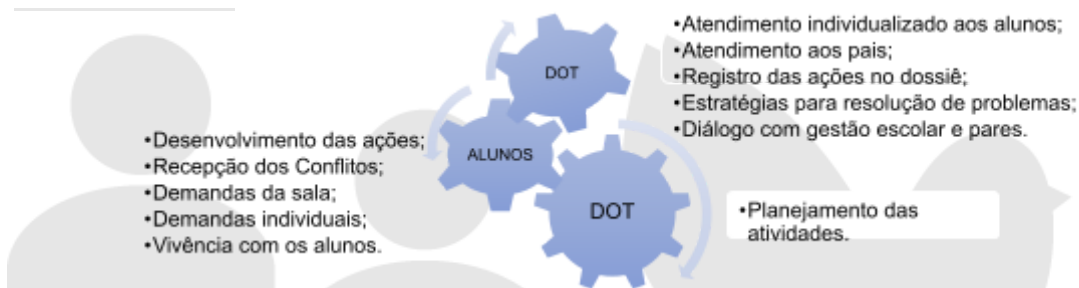 •Atendimento individualizado aos alunos;
•Atendimento aos pais;
•Registro das ações no dossiê;
•Estratégias para resolução de problemas;
•Diálogo com gestão escolar e pares.
DOT
•Desenvolvimento das ações;
•Recepção dos Conflitos;
•Demandas da sala;
•Demandas individuais;
•Vivência com os alunos.
ALUNOS
DOT
•Planejamento das
atividades.